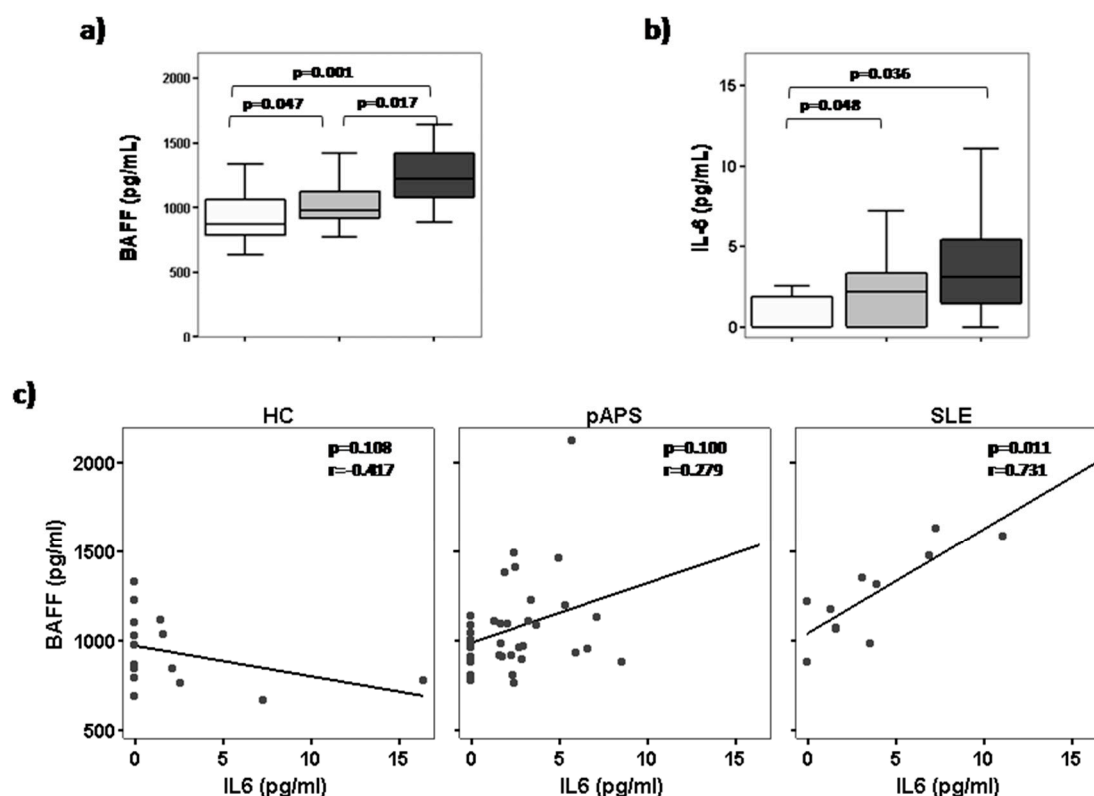 a)
p=0.001
p=0.047
p=0.017
2000
1500
1000
500
0
BAFF (pg/mL)
b)
p=0.036
p=0.048
15
10
5
0
IL-6 (pg/mL)
c)
HC
p=0.108
r=-0.417
pAPS
p=0.100
r=0.279
SLE
p=0.011
r=0.731
2000
1500
1000
500
BAFF (pg/ml)
0 5 10 15
0 5 10 15
0 5 10 15
IL6 (pg/ml)
IL6 (pg/ml)
IL6 (pg/ml)